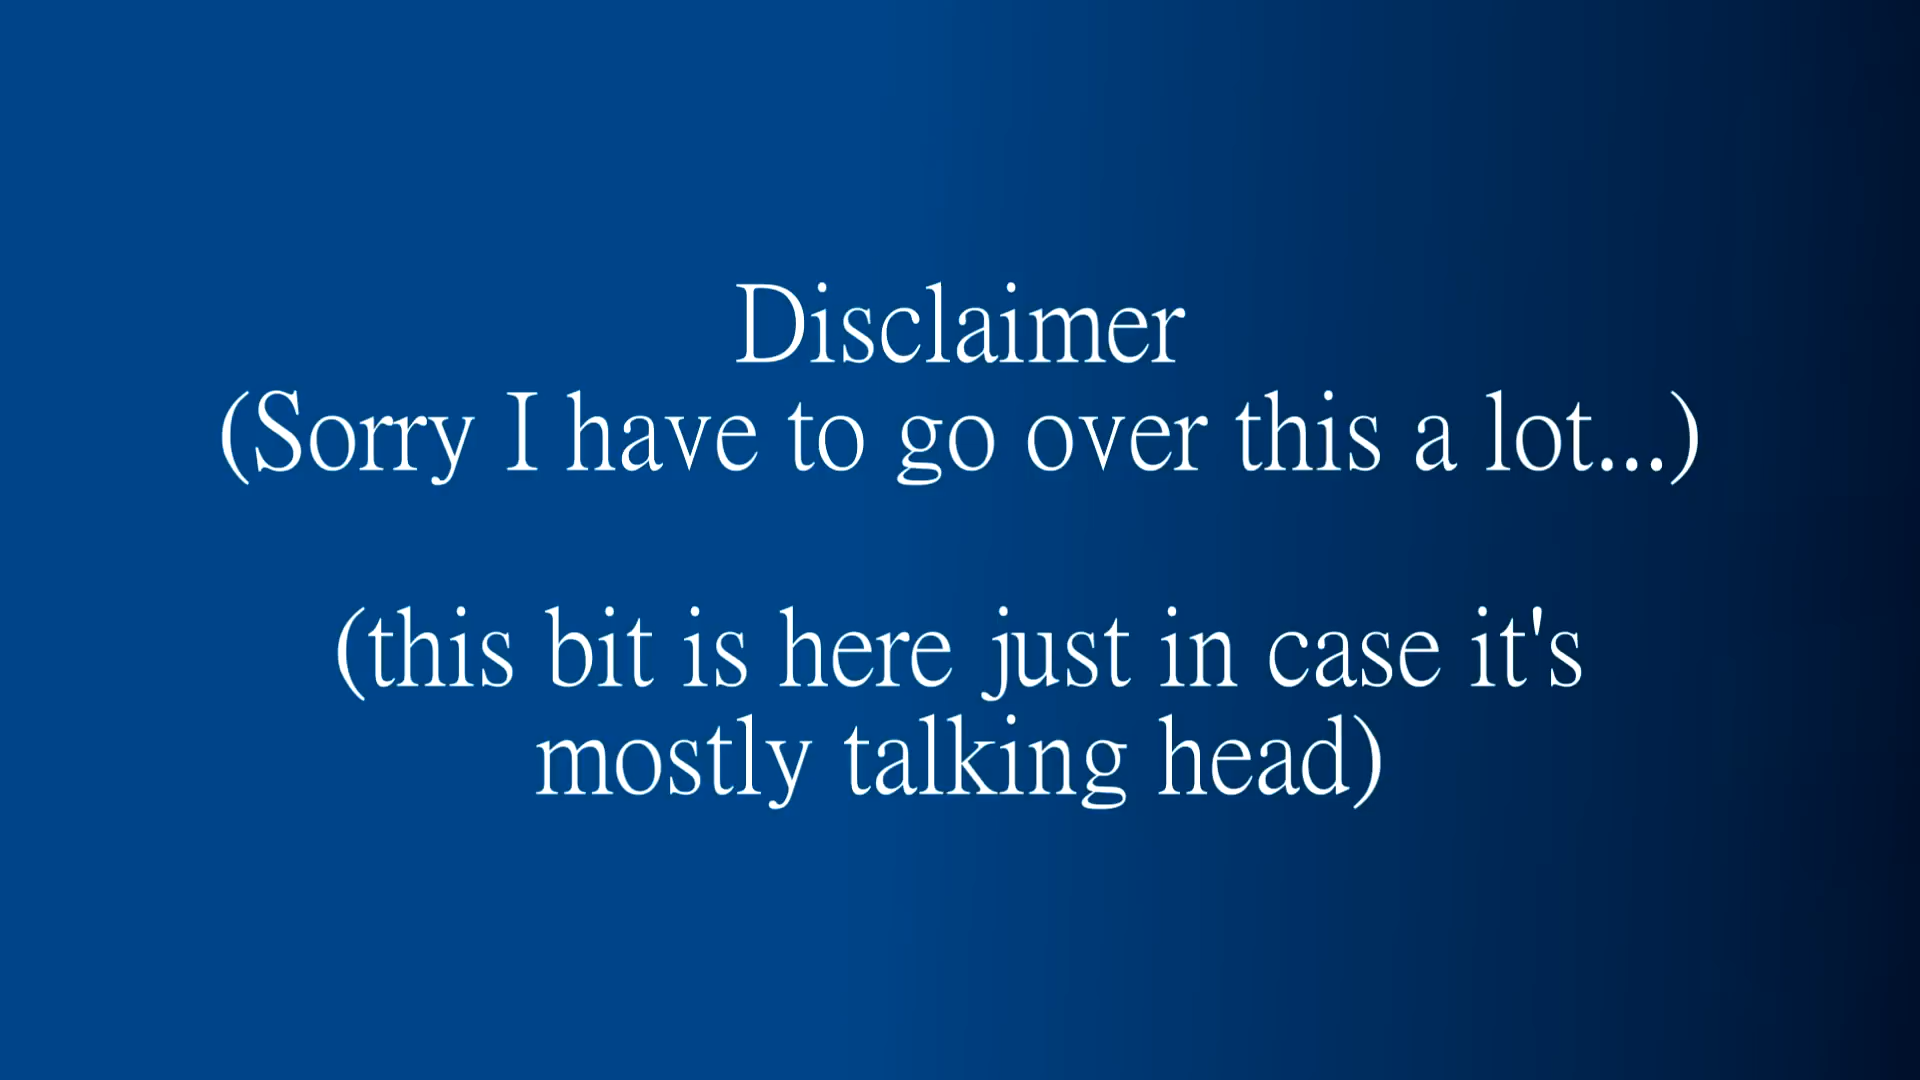 Disclaimer
(Sorry I have to go over this a lot...)
(this bit is here just in case it's
mostly talking head)